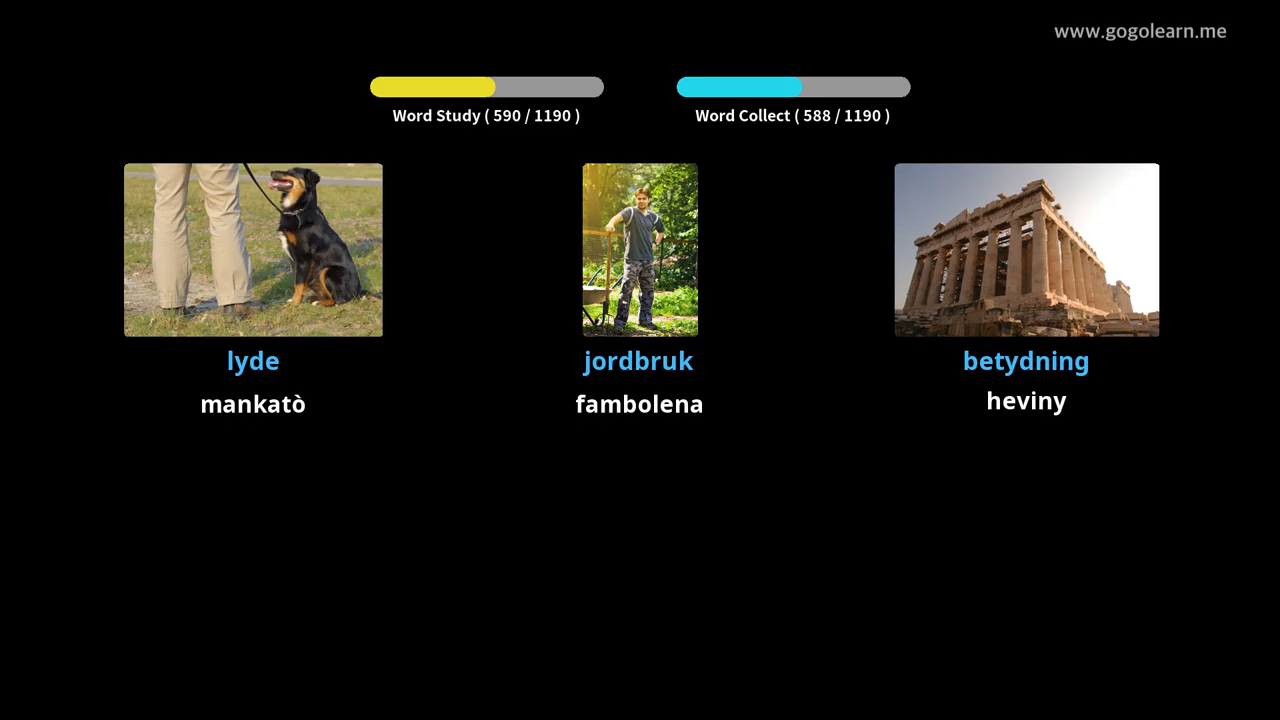 www.gogolearn.me
Word Study ( 590 / 1190 )
Word Collect ( 588 / 1190 )
lyde
mankatò
jordbruk
fambolena
betydning
heviny